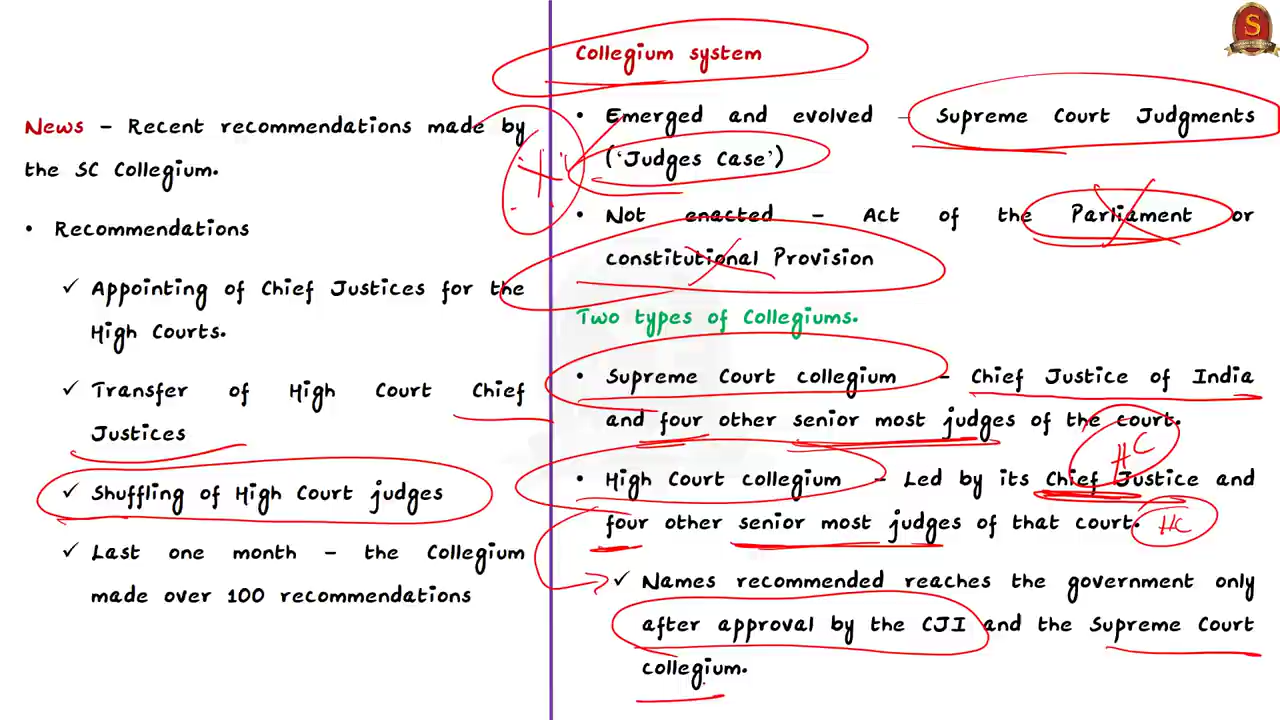 News – Recent recommendations made by
the SC Collegium.
• Recommendations
✓ Appointing of Chief Justices for the
High Courts.
✓ Transfer of High Court Chief
Justices
✓ Shuffling of High Court judges
✓ Last one month – the Collegium
made over 100 recommendations
Collegium system
• Emerged and evolved – Supreme Court Judgments
('Judges Case')
• Not enacted – Act of the Parliament or
constitutional Provision
Two types of Collegiums.
• Supreme Court collegium – Chief Justice of India
and four other senior most judges of the court.
HC
• High Court collegium – Led by its Chief Justice and
four other senior most judges of that court.
HC
✓ Names recommended reaches the government only
after approval by the CJI and the Supreme Court
collegium.
S